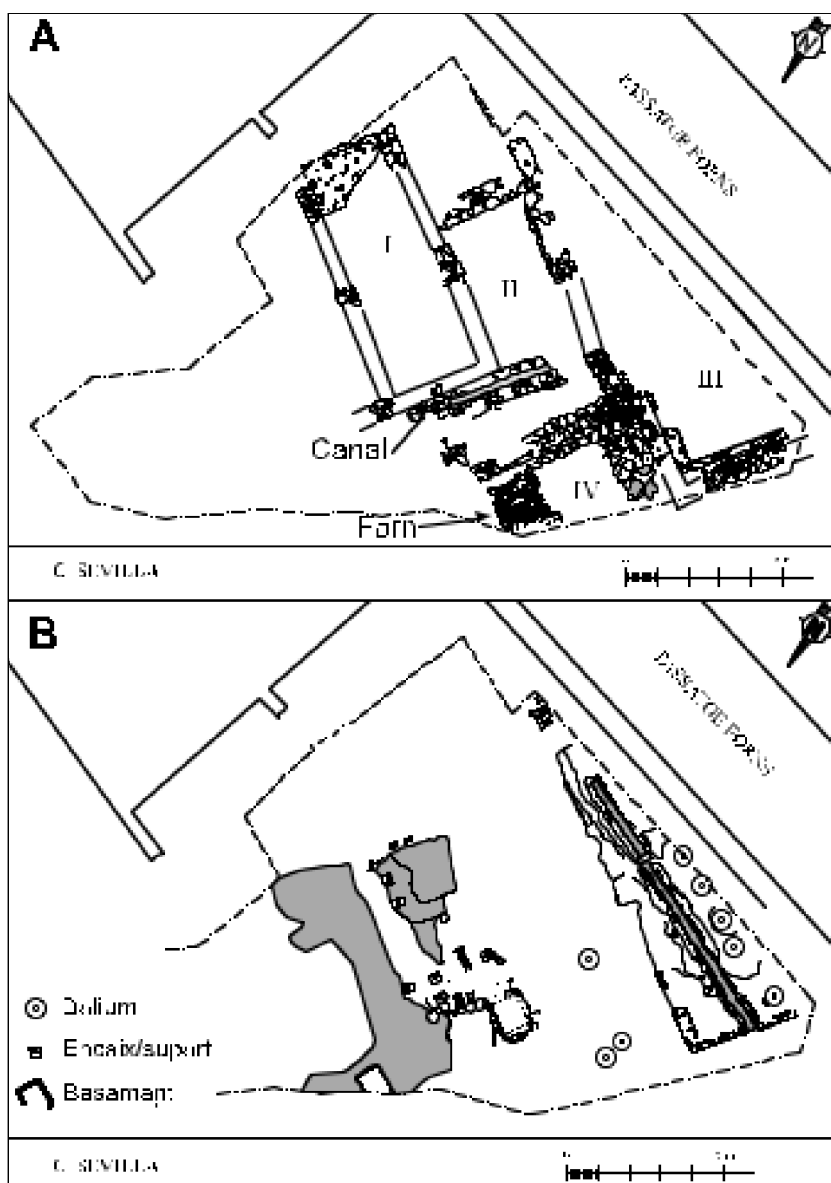 A
N
PASSATGE FORNS
I
II
III
Canal
IV
Forn
C. SEVILLA
B
PASSATGE FORNS
Dolium
Encaix/suport
Basament
C. SEVILLA